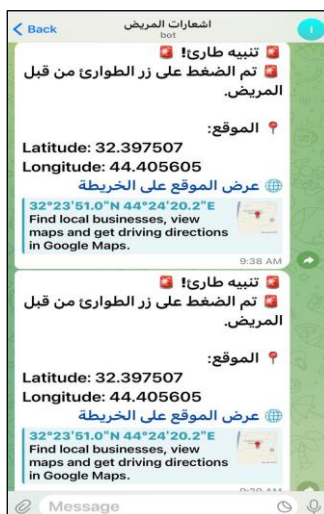 Back
اشعارات المريض
bot
I
🚨 تنبيه طارئ! 🚨
🚨 تم الضغط على زر الطوارئ من قبل
المريض.
📍 الموقع:
Latitude: 32.397507
Longitude: 44.405605
🌐 عرض الموقع على الخريطة
32°23'51.0"N 44°24'20.2"E
Find local businesses, view
maps and get driving directions
in Google Maps.
9:38 AM
🚨 تنبيه طارئ! 🚨
🚨 تم الضغط على زر الطوارئ من قبل
المريض.
📍 الموقع:
Latitude: 32.397507
Longitude: 44.405605
🌐 عرض الموقع على الخريطة
32°23'51.0"N 44°24'20.2"E
Find local businesses, view
maps and get driving directions
in Google Maps.
Message